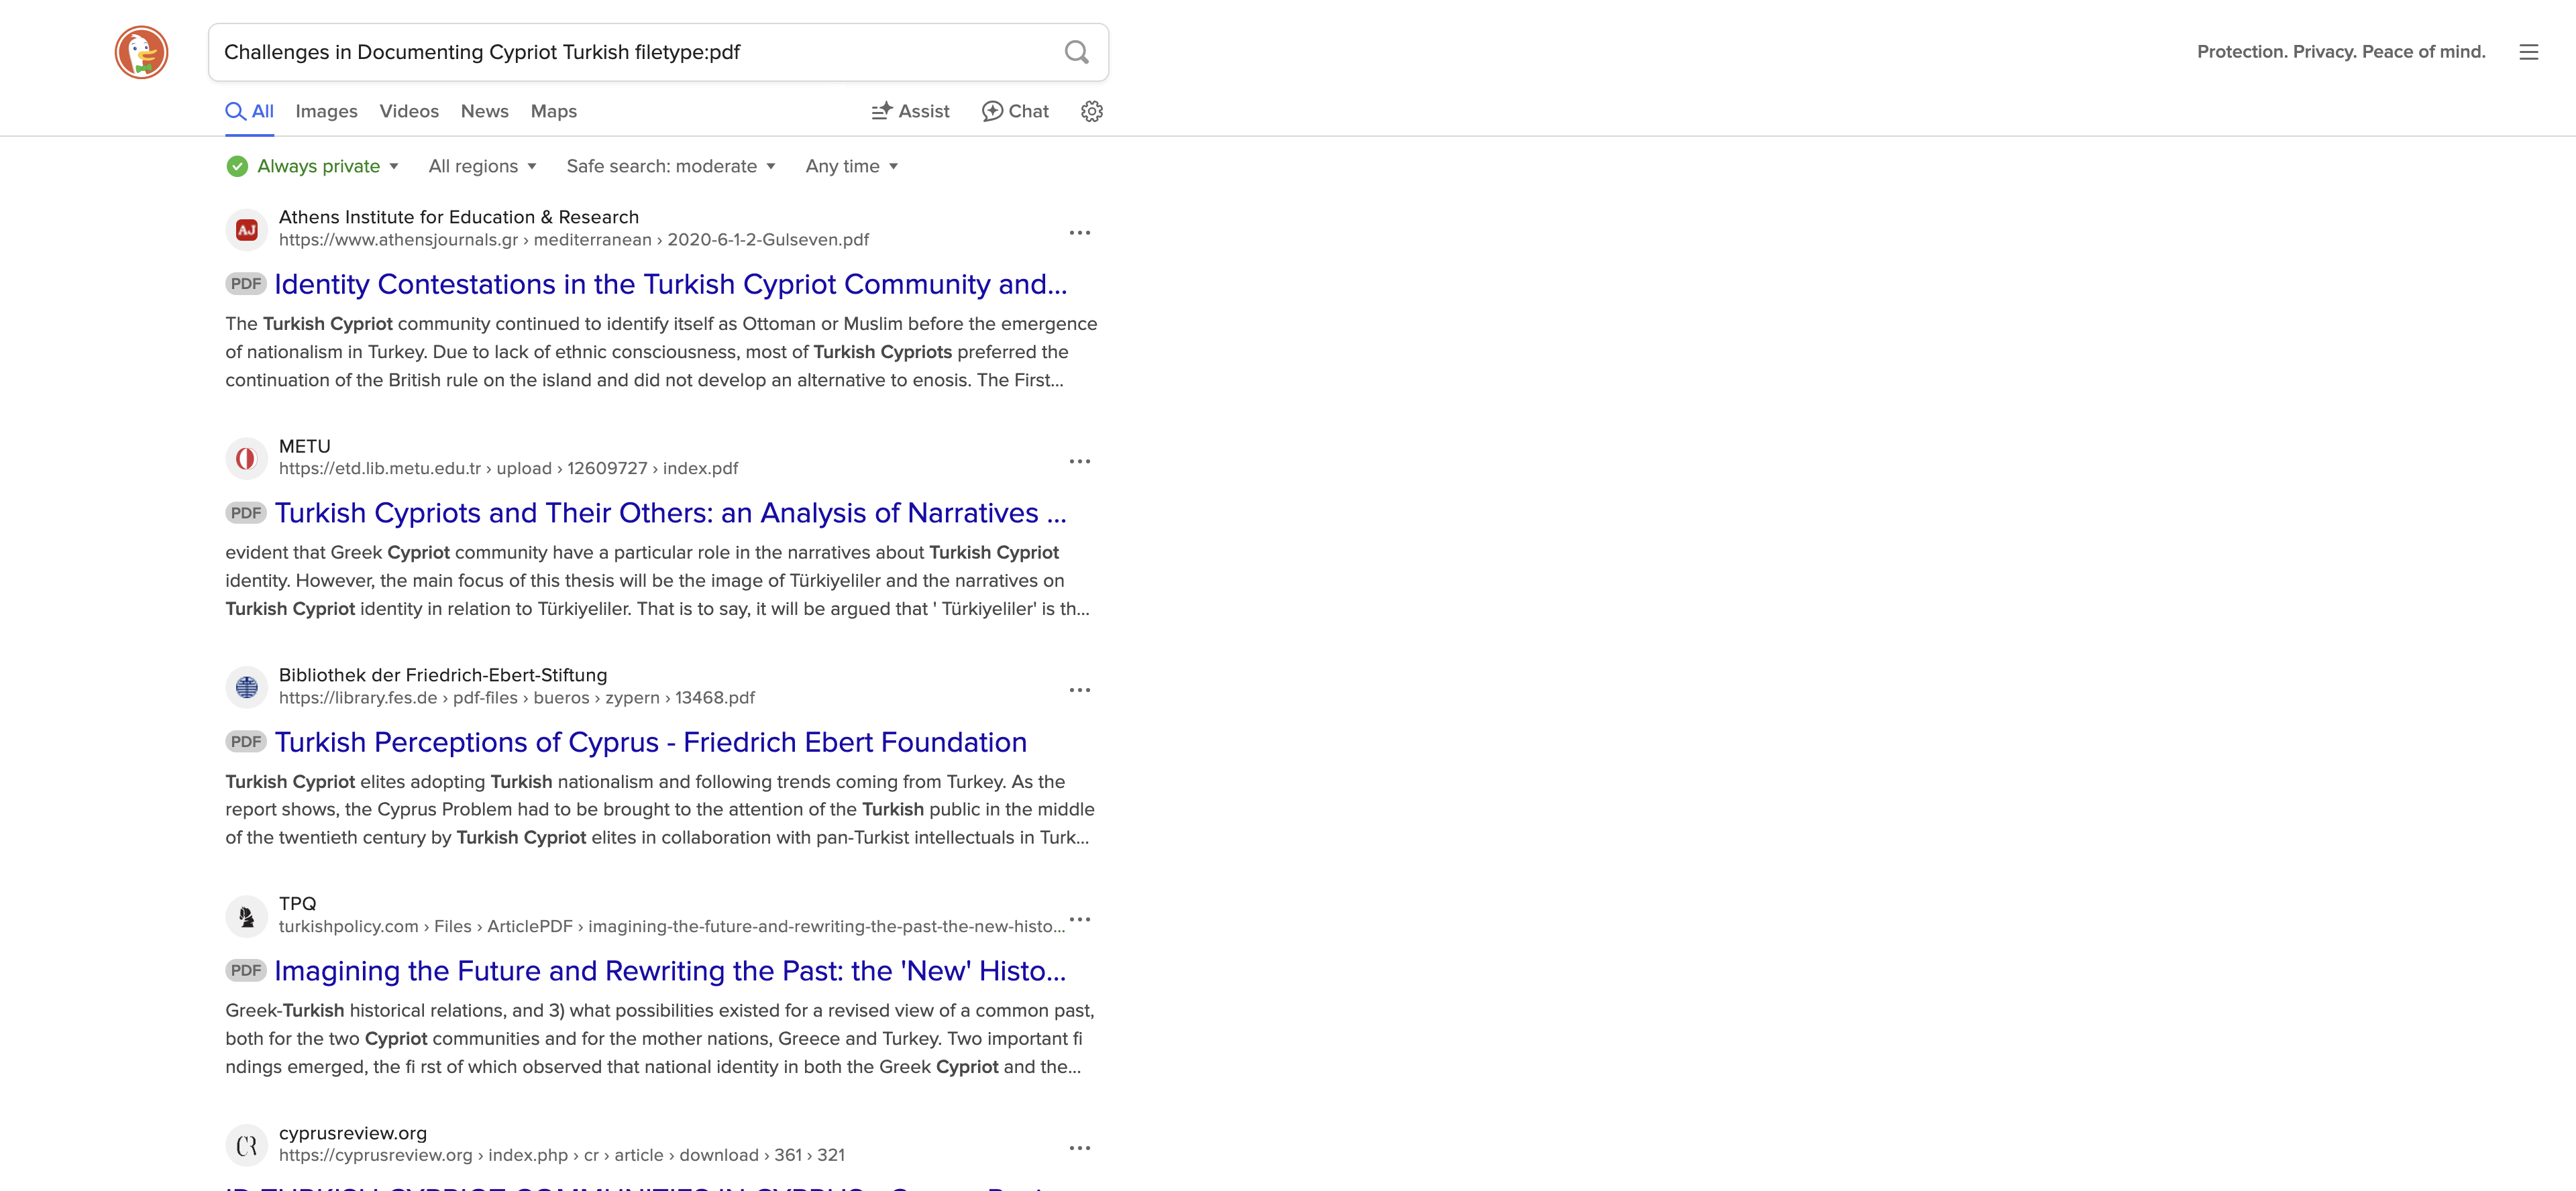 Challenges in Documenting Cypriot Turkish filetype:pdf
Protection. Privacy. Peace of mind.
All Images Videos News Maps Assist Chat
Always private All regions Safe search: moderate Any time
AJ
Athens Institute for Education & Research
https://www.athensjournals.gr › mediterranean › 2020-6-1-2-Gulseven.pdf
PDF Identity Contestations in the Turkish Cypriot Community and...
The Turkish Cypriot community continued to identify itself as Ottoman or Muslim before the emergence
of nationalism in Turkey. Due to lack of ethnic consciousness, most of Turkish Cypriots preferred the
continuation of the British rule on the island and did not develop an alternative to enosis. The First...
METU
https://etd.lib.metu.edu.tr › upload › 12609727 › index.pdf
PDF Turkish Cypriots and Their Others: an Analysis of Narratives ...
evident that Greek Cypriot community have a particular role in the narratives about Turkish Cypriot
identity. However, the main focus of this thesis will be the image of Türkiyeliler and the narratives on
Turkish Cypriot identity in relation to Türkiyeliler. That is to say, it will be argued that ' Türkiyeliler' is th...
Bibliothek der Friedrich-Ebert-Stiftung
https://library.fes.de › pdf-files › bueros › zypern › 13468.pdf
PDF Turkish Perceptions of Cyprus - Friedrich Ebert Foundation
Turkish Cypriot elites adopting Turkish nationalism and following trends coming from Turkey. As the
report shows, the Cyprus Problem had to be brought to the attention of the Turkish public in the middle
of the twentieth century by Turkish Cypriot elites in collaboration with pan-Turkist intellectuals in Turk...
TPQ
turkishpolicy.com › Files › ArticlePDF › imagining-the-future-and-rewriting-the-past-the-new-histo...
PDF Imagining the Future and Rewriting the Past: the 'New' Histo...
Greek-Turkish historical relations, and 3) what possibilities existed for a revised view of a common past,
both for the two Cypriot communities and for the mother nations, Greece and Turkey. Two important fi
ndings emerged, the fi rst of which observed that national identity in both the Greek Cypriot and the...
CR
cyprusreview.org
https://cyprusreview.org › index.php › cr › article › download › 361 › 321